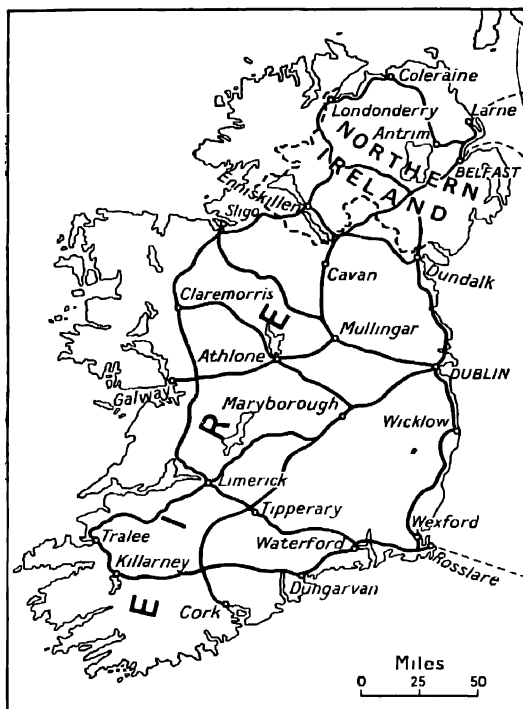 Coleraine
Londonderry
Larne
Antrim
NORTHERN
IRELAND
BELFAST
Enniskillen
Sligo
Cavan
Dundalk
Claremorris
Mullingar
Athlone
DUBLIN
Galway
Maryborough
Wicklow
EIRE
Limerick
Tipperary
Tralee
Waterford
Wexford
Rosslare
Killarney
Dungarvan
Cork
Miles
0 25 50